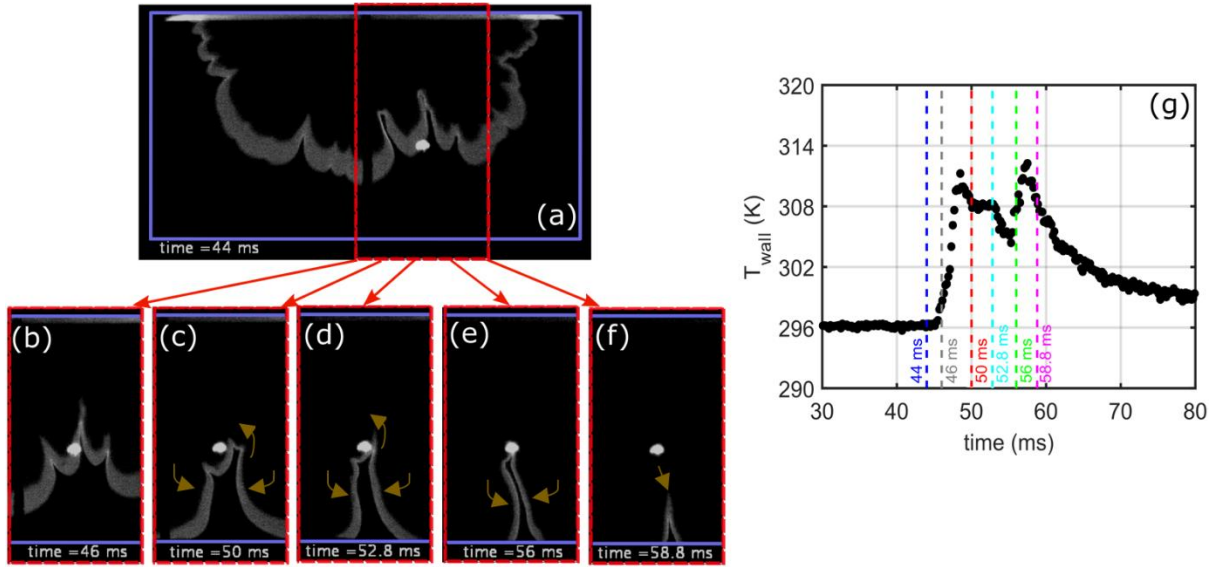 (a)
time =44 ms
(b)
(c)
(d)
(e)
(f)
time =46 ms
time =50 ms
time =52.8 ms
time =56 ms
time =58.8 ms
(g)
320
314
308
302
296
290
T_wall (K)
44 ms
46 ms
50 ms
52.8 ms
56 ms
58.8 ms
30
40
50
60
70
80
time (ms)